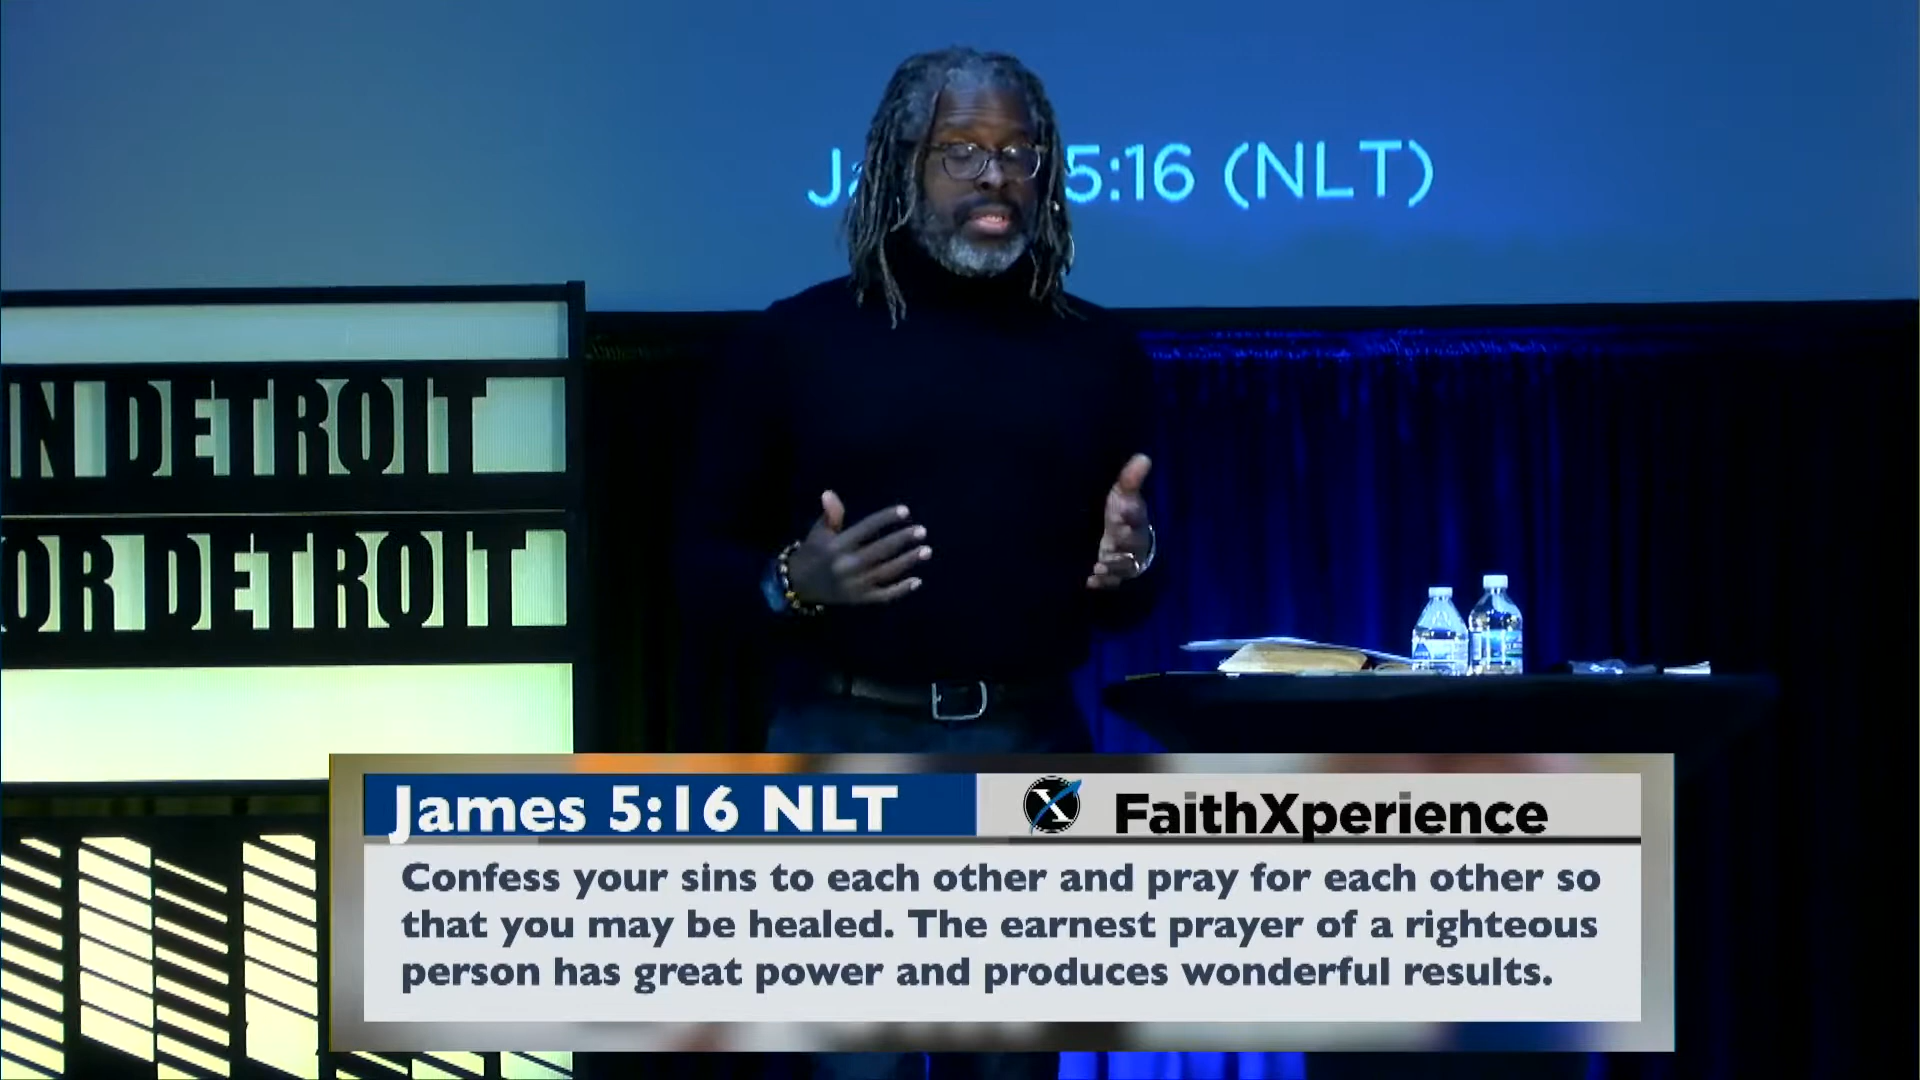 Ja 5:16 (NLT)
N DETROIT
OR DETROIT
James 5:16 NLT
X FaithXperience
Confess your sins to each other and pray for each other so
that you may be healed. The earnest prayer of a righteous
person has great power and produces wonderful results.